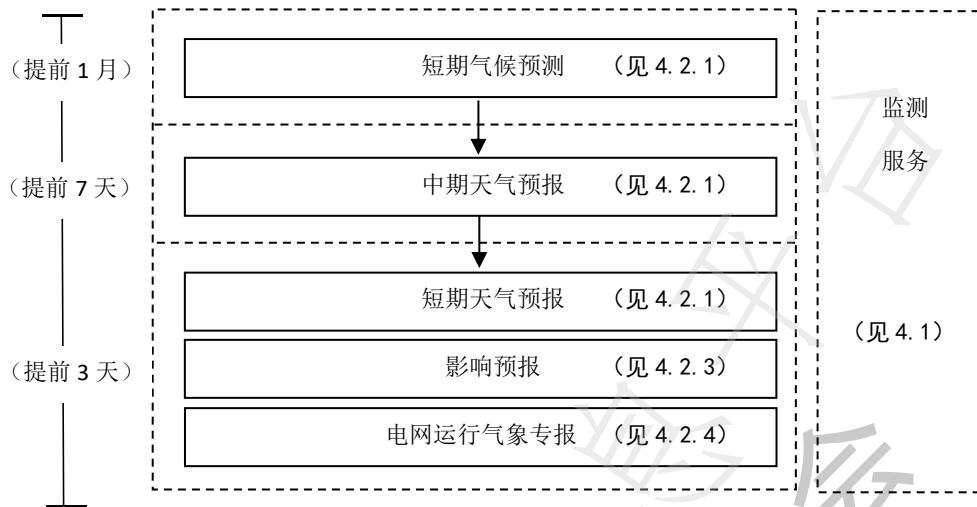 （提前 1 月）
短期气候预测 （见 4.2.1）
监测
服务
（提前 7 天）
中期天气预报 （见 4.2.1）
短期天气预报 （见 4.2.1）
（见 4.1）
（提前 3 天）
影响预报 （见 4.2.3）
电网运行气象专报 （见 4.2.4）